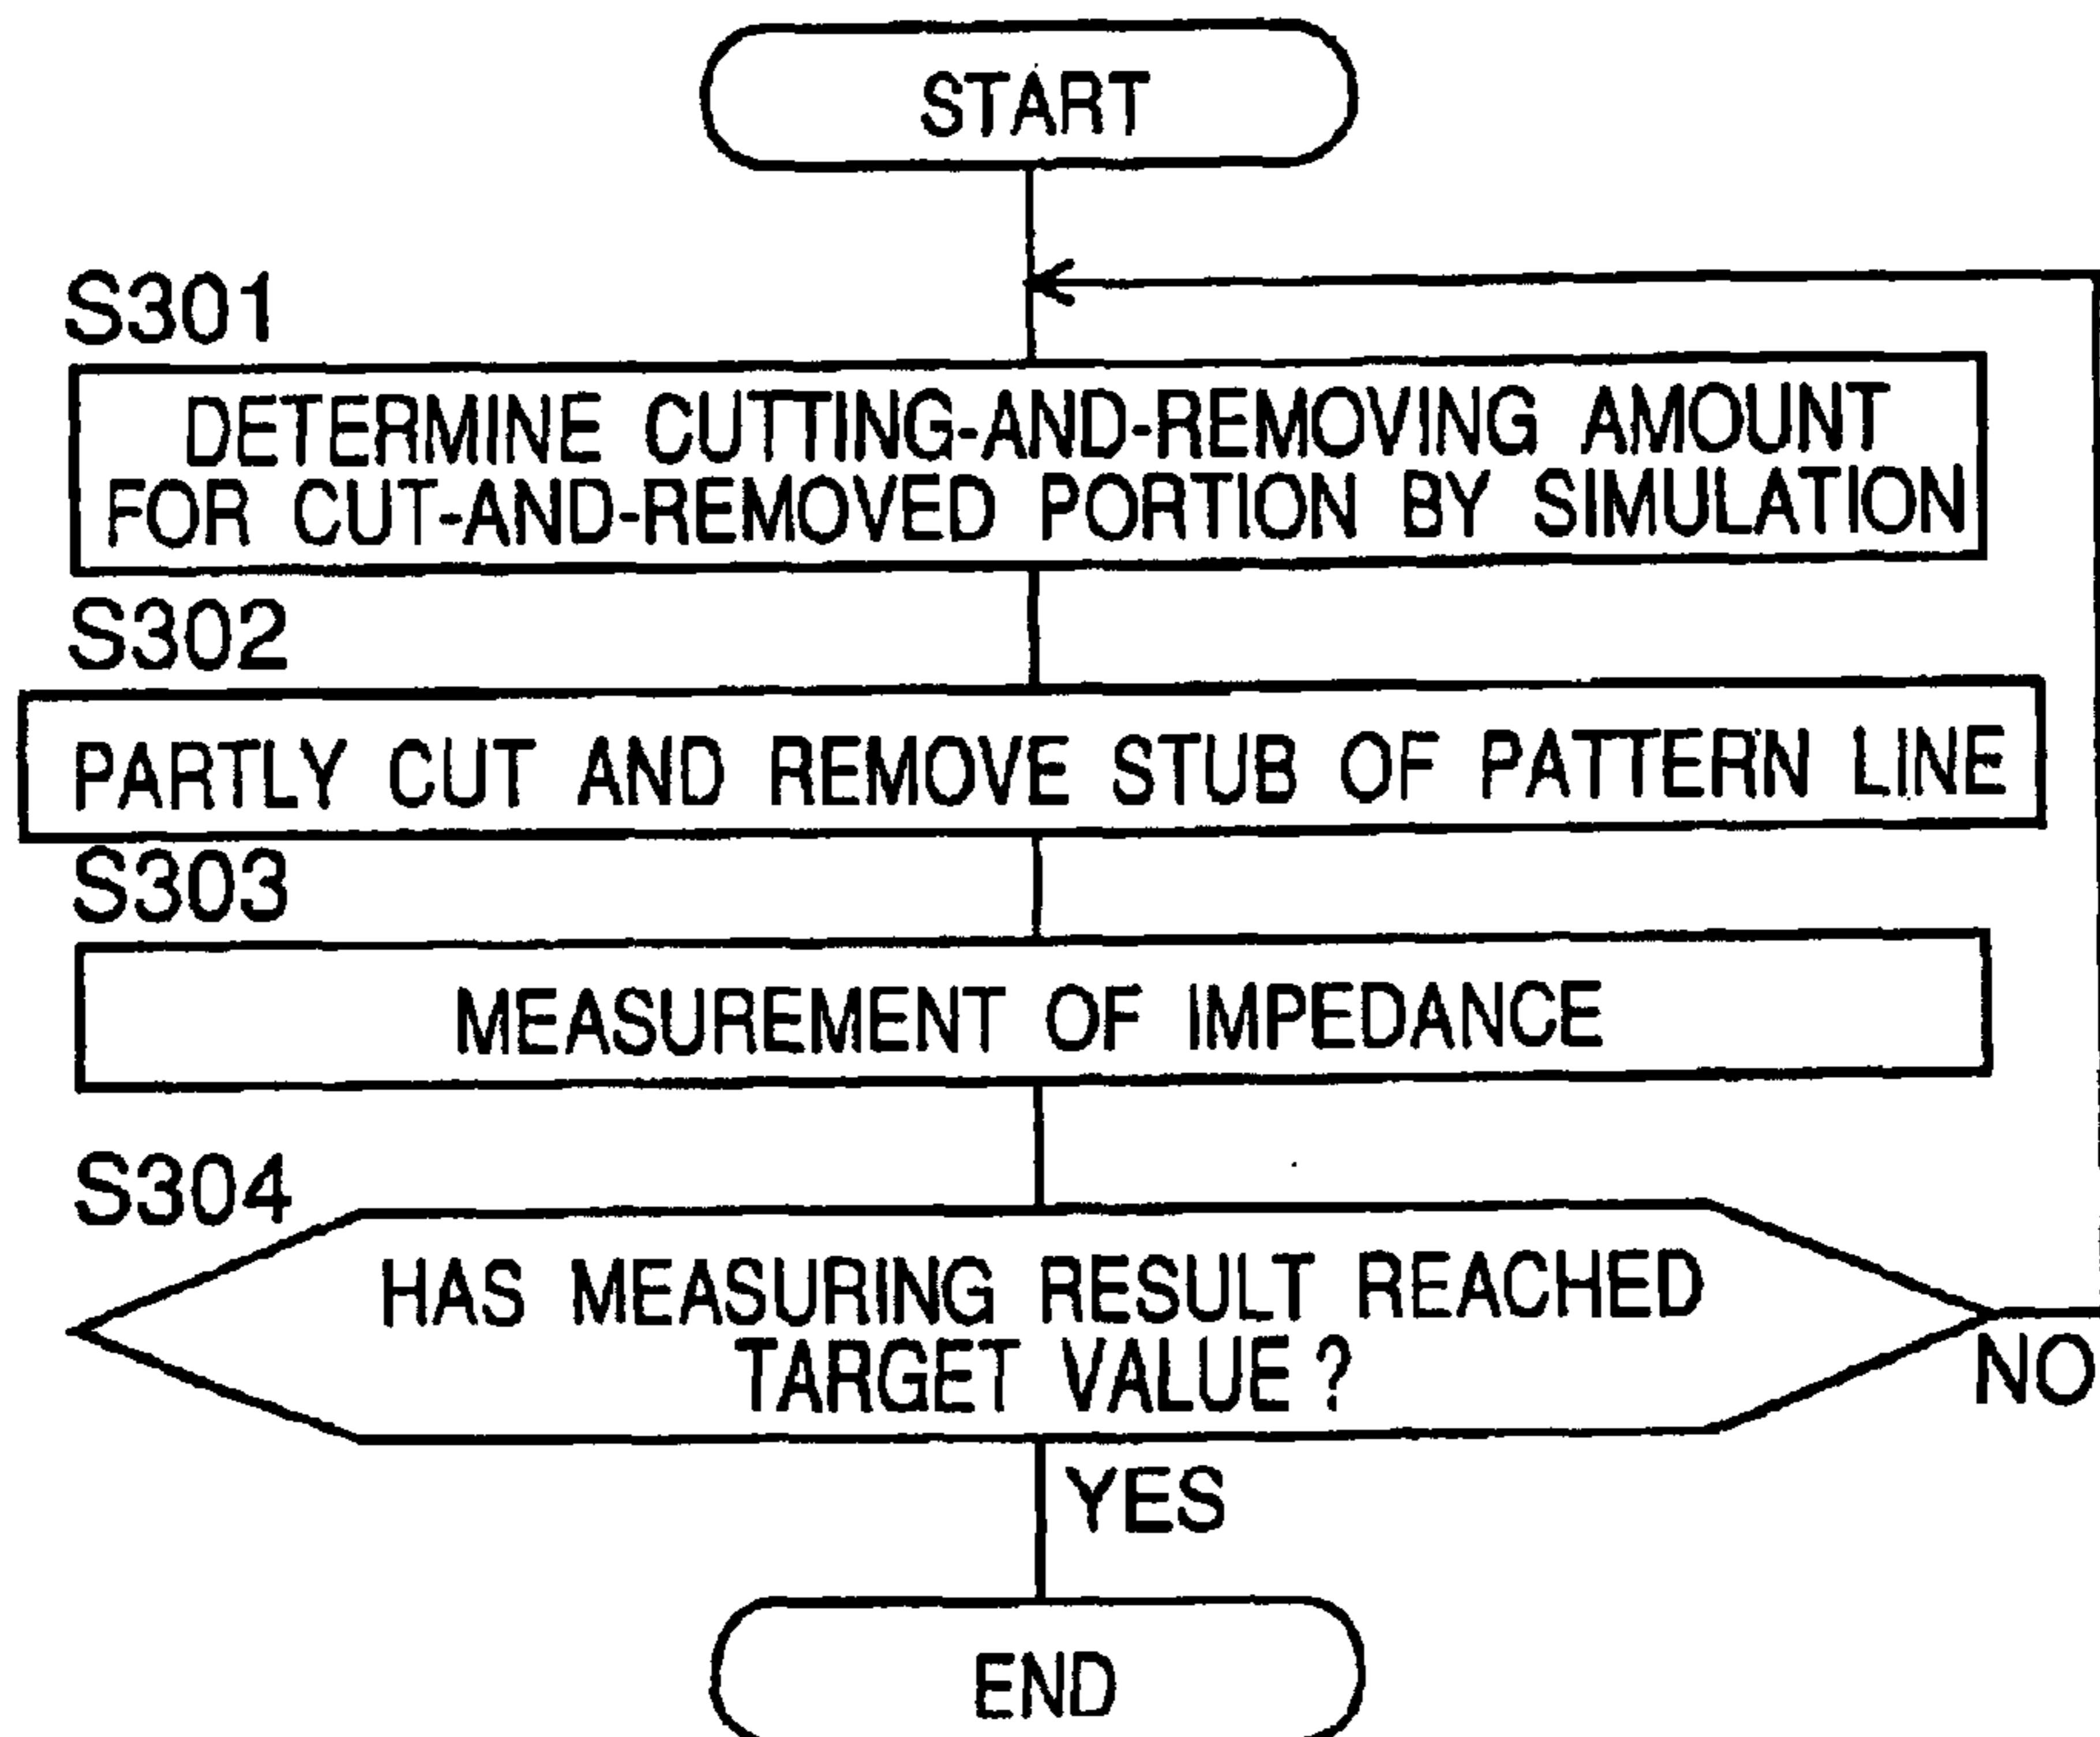 START
S301
DETERMINE CUTTING-AND-REMOVING AMOUNT
FOR CUT-AND-REMOVED PORTION BY SIMULATION
S302
PARTLY CUT AND REMOVE STUB OF PATTERN LINE
S303
MEASUREMENT OF IMPEDANCE
S304
HAS MEASURING RESULT REACHED
TARGET VALUE ?
NO
YES
END